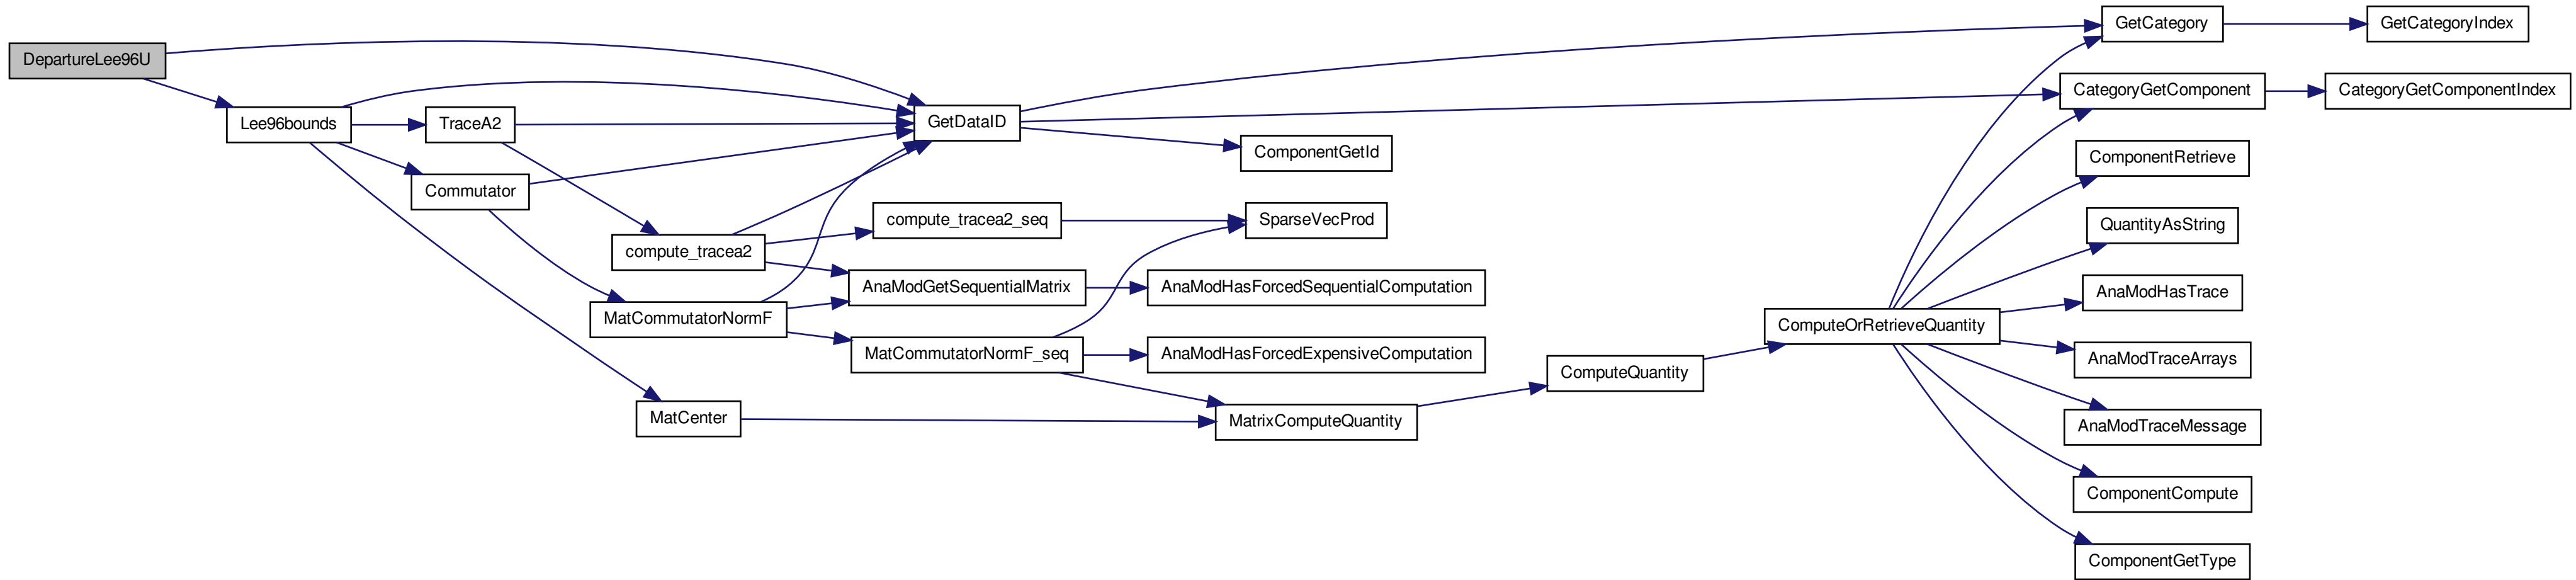 DepartureLee96U
Lee96bounds
TraceA2
Commutator
compute_tracea2
MatCommutatorNormF
MatCenter
GetDataID
compute_tracea2_seq
AnaModGetSequentialMatrix
MatCommutatorNormF_seq
ComponentGetId
SparseVecProd
AnaModHasForcedSequentialComputation
AnaModHasForcedExpensiveComputation
MatrixComputeQuantity
ComputeQuantity
ComputeOrRetrieveQuantity
GetCategory
CategoryGetComponent
ComponentRetrieve
QuantityAsString
AnaModHasTrace
AnaModTraceArrays
AnaModTraceMessage
ComponentCompute
ComponentGetType
GetCategoryIndex
CategoryGetComponentIndex